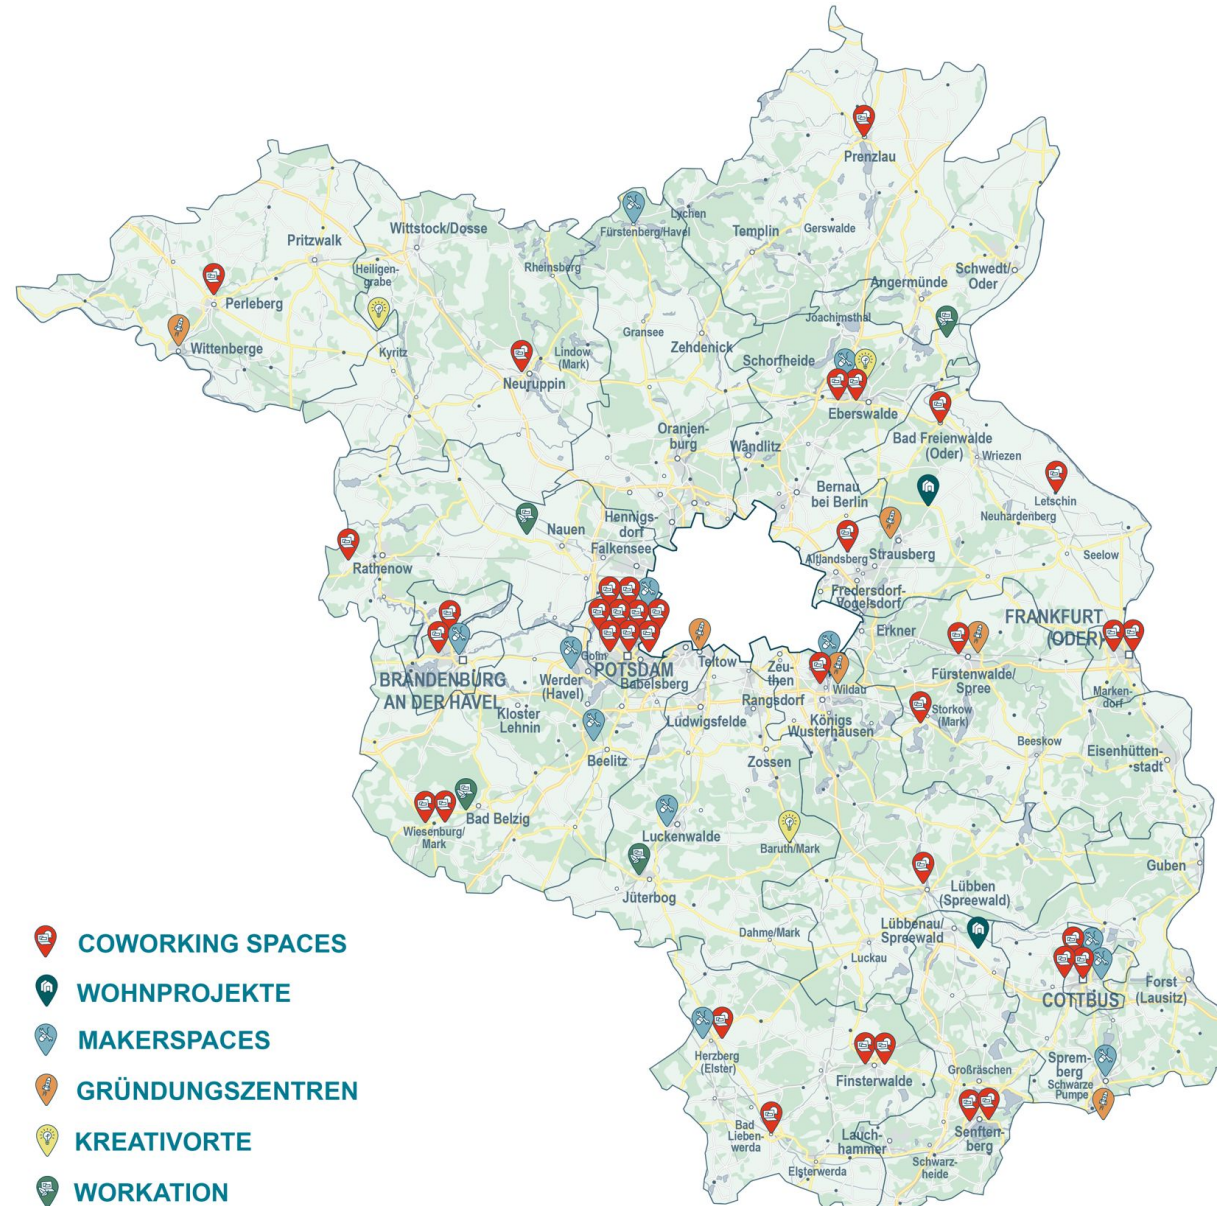 Prenzlau
Lychen
Fürstenberg/Havel
Wittstock/Dosse
Pritzwalk
Templin
Gerswalde
Heiligen-
grabe
Rheinsberg
Angermünde
Schwedt/
Oder
Perleberg
Joachimsthal
Gransee
Zehdenick
Wittenberge
Kyritz
Lindow
(Mark)
Schorfheide
Neuruppin
Eberswalde
Oranien-
burg
Wandlitz
Bad Freienwalde
(Oder)
Wriezen
Bernau
bei Berlin
Letschin
Neuhardenberg
Hennigs-
dorf
Nauen
Falkensee
Altlandsberg
Strausberg
Seelow
Rathenow
Fredersdorf-
Vogelsdorf
FRANKFURT
(ODER)
Erkner
Golm
POTSDAM
Babelsberg
Teltow
Zeu-
then
Wildau
Fürstenwalde/
Spree
BRANDENBURG
AN DER HAVEL
Werder
(Havel)
Rangsdorf
Marken-
dorf
Kloster
Lehnin
Ludwigsfelde
Königs
Wusterhausen
Storkow
(Mark)
Beeskow
Eisenhütten-
stadt
Beelitz
Zossen
Bad Belzig
Wiesenburg/
Mark
Luckenwalde
Baruth/Mark
Guben
Jüterbog
Lübben
(Spreewald)
Lübbenau/
Spreewald
Dahme/Mark
Luckau
COTTBUS
Forst
(Lausitz)
Herzberg
(Elster)
Finsterwalde
Großräschen
Sprem-
berg
Schwarze
Pumpe
Bad
Lieben-
werda
Lauch-
hammer
Senften-
berg
Elsterwerda
Schwarz-
heide
COWORKING SPACES
WOHNPROJEKTE
MAKERSPACES
GRÜNDUNGSZENTREN
KREATIVORTE
WORKATION